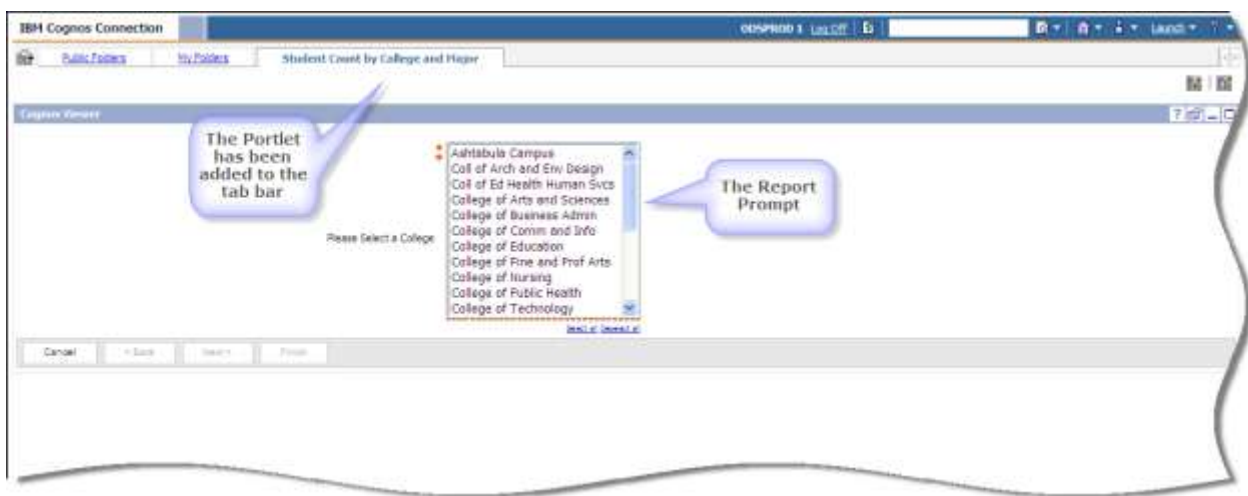 IBM Cognos Connection
ODSPROD 1 Log Off
Launch
Public Folders
My Folders
Student Count by College and Major
Cognos Viewer
The Portlet
has been
added to the
tab bar
Please Select a College
Ashtabula Campus
Coll of Arch and Env Design
Coll of Ed Health Human Svcs
College of Arts and Sciences
College of Business Admin
College of Comm and Info
College of Education
College of Fine and Prof Arts
College of Nursing
College of Public Health
College of Technology
Select all Deselect all
The Report
Prompt
Cancel
< Back
Next >
Finish